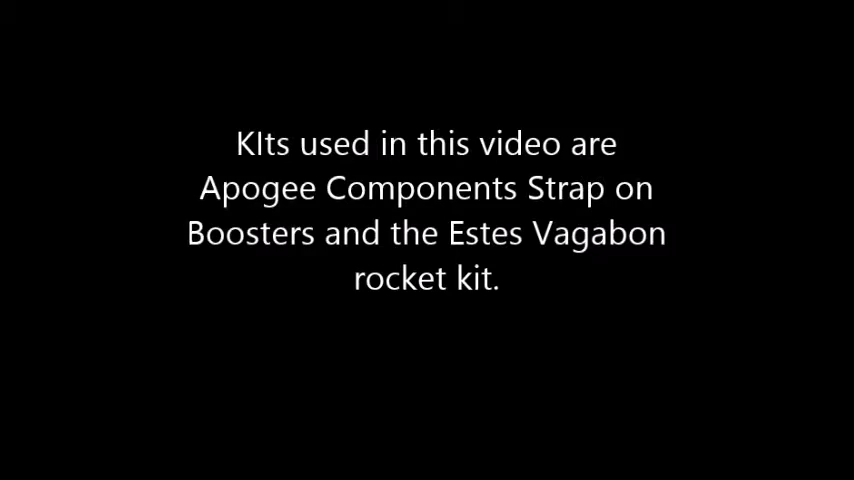 KIts used in this video are
Apogee Components Strap on
Boosters and the Estes Vagabon
rocket kit.